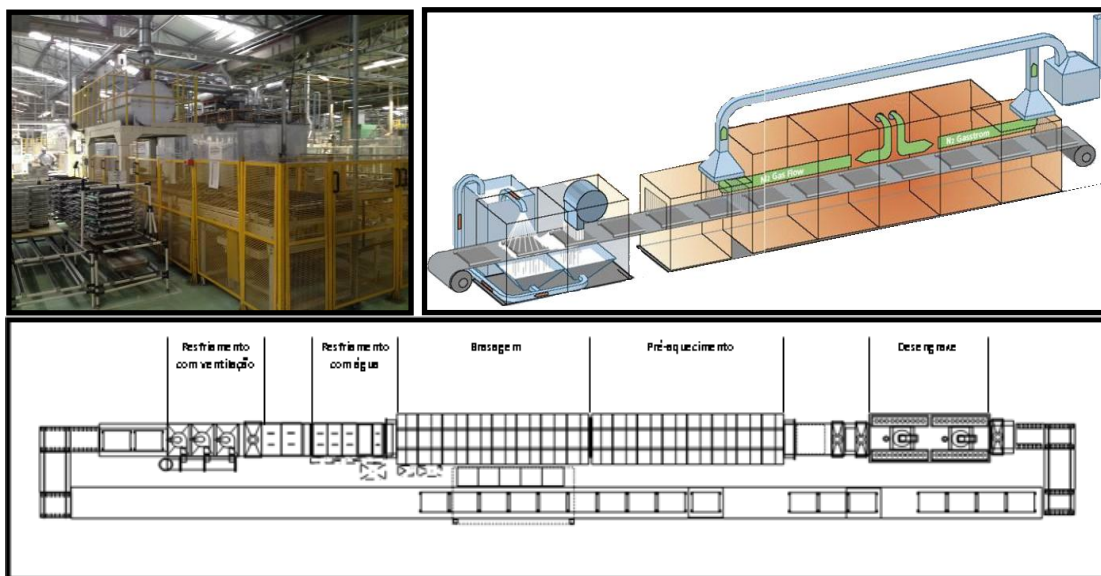 N₂ Gas Flow
N₂ Gasstrom
Resfriamento
com ventilação
Resfriamento
com água
Brasagem
Pré-aquecimento
Desengraxe